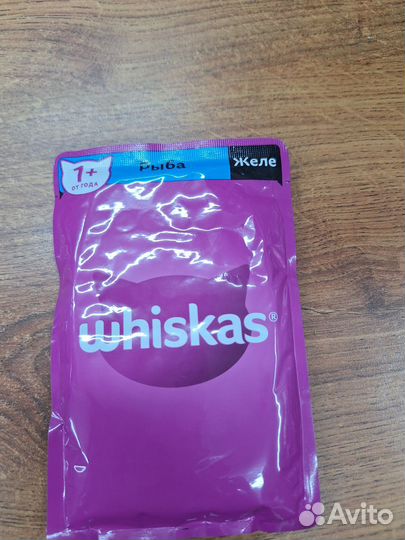 1+
ОТ ГОДА
Рыба
Желе
whiskas®
Avito